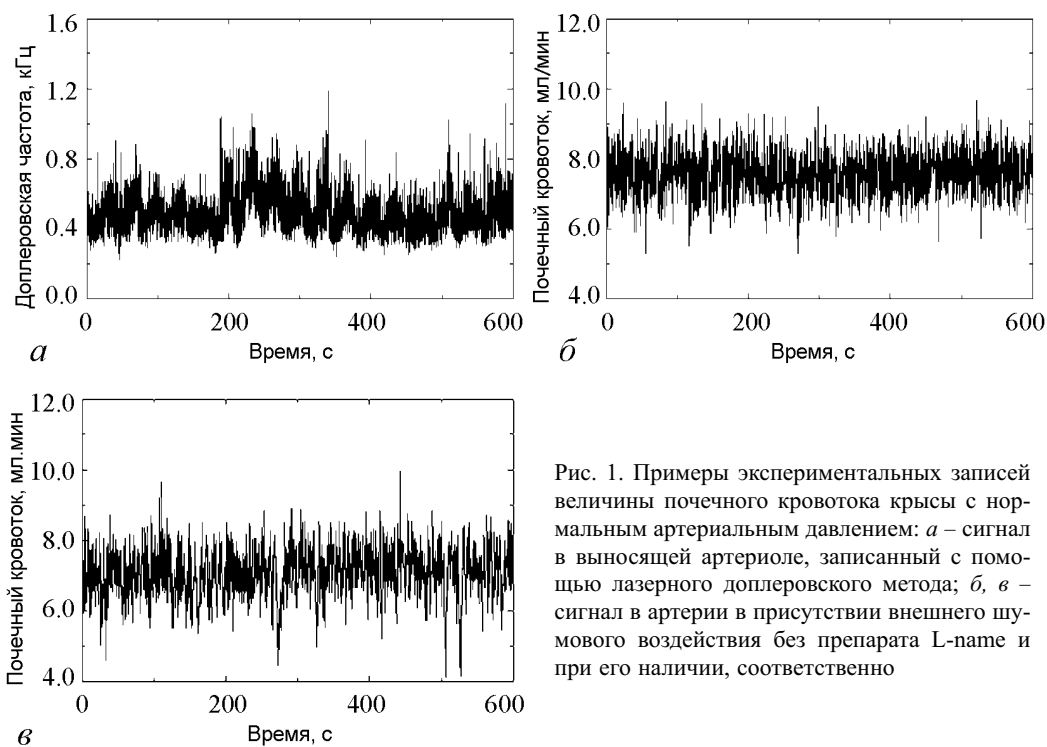 Доплеровская частота, кГц
1.6
1.2
0.8
0.4
0.0
0
200
400
600
Время, с
а
Почечный кровоток, мл/мин
12.0
10.0
8.0
6.0
4.0
0
200
400
600
Время, с
б
Почечный кровоток, мл.мин
12.0
10.0
8.0
6.0
4.0
0
200
400
600
Время, с
в
Рис. 1. Примеры экспериментальных записей
величины почечного кровотока крысы с нор-
мальным артериальным давлением: а – сигнал
в выносящей артериоле, записанный с помо-
щью лазерного доплеровского метода; б, в –
сигнал в артерии в присутствии внешнего шу-
мового воздействия без препарата L-name и
при его наличии, соответственно